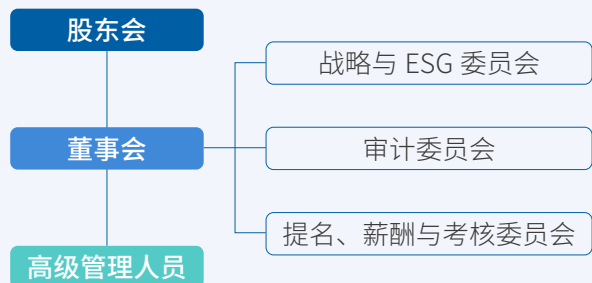 股东会
战略与 ESG 委员会
董事会
审计委员会
提名、薪酬与考核委员会
高级管理人员